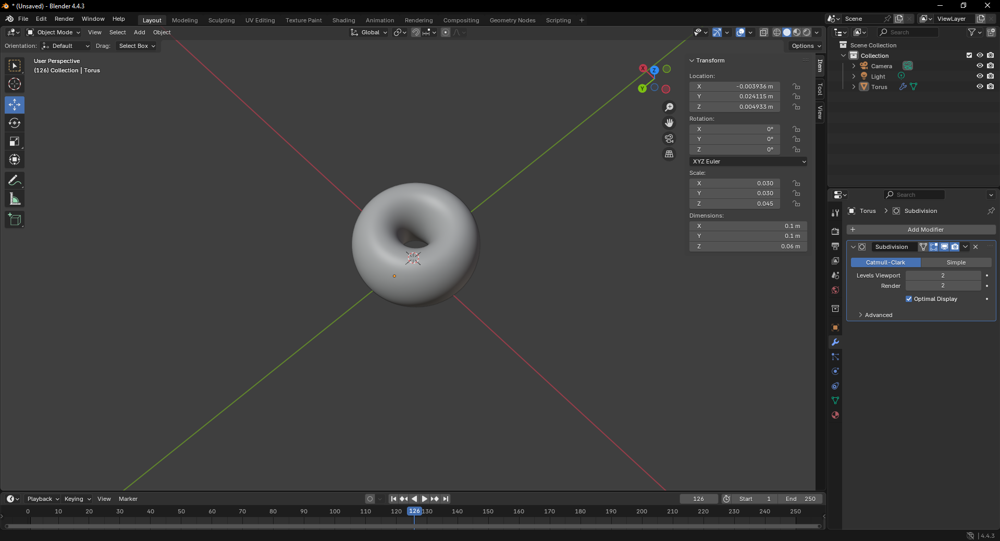 * (Unsaved) - Blender 4.4.3
File Edit Render Window Help
Layout Modeling Sculpting UV Editing Texture Paint Shading Animation Rendering Compositing Geometry Nodes Scripting +
Scene
ViewLayer
Object Mode View Select Add Object
Global
Orientation: Default Drag: Select Box
Options
User Perspective
(126) Collection | Torus
X
Y
Z
Transform
Location:
X -0.003936 m
Y 0.024115 m
Z 0.004933 m
Rotation:
X 0°
Y 0°
Z 0°
XYZ Euler
Scale:
X 0.030
Y 0.030
Z 0.045
Dimensions:
X 0.1 m
Y 0.1 m
Z 0.06 m
Item
Tool
View
Search
Scene Collection
Collection
Camera
Light
Torus
Search
Torus > Subdivision
+ Add Modifier
Subdivision
Catmull-Clark Simple
Levels Viewport 2
Render 2
Optimal Display
Advanced
Playback Keying View Marker
126 Start 1 End 250
0 10 20 30 40 50 60 70 80 90 100 110 120 126 130 140 150 160 170 180 190 200 210 220 230 240 250
4.4.3